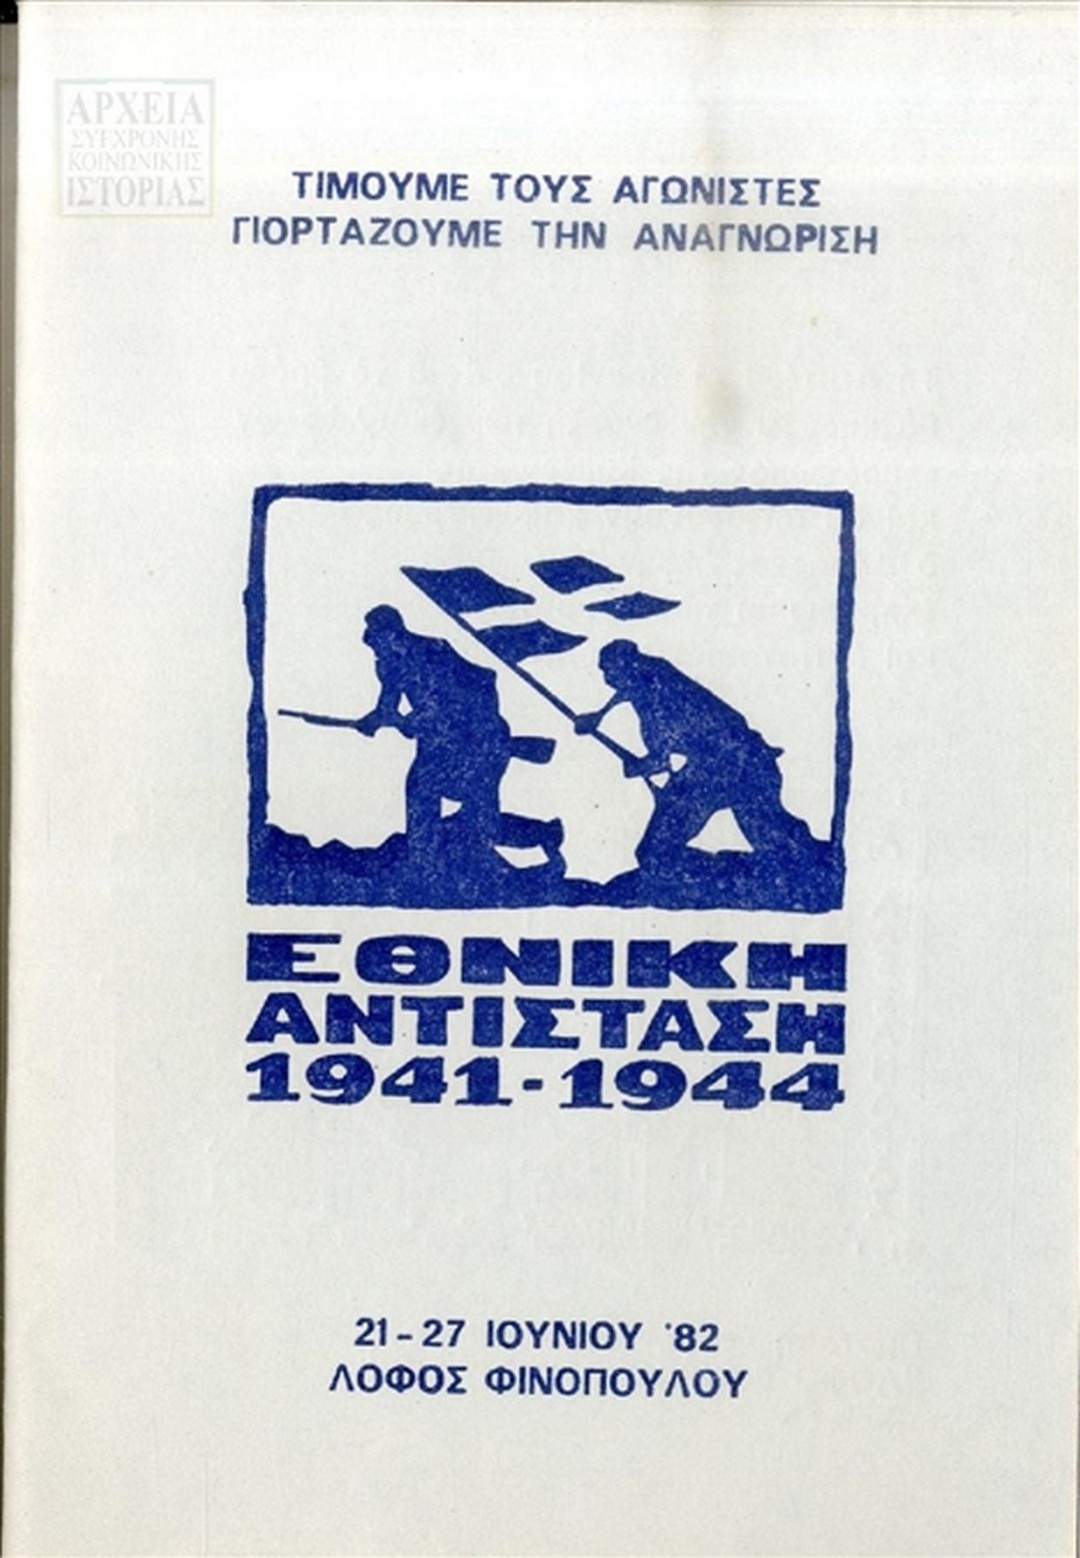 ΑΡΧΕΙΑ
ΣΥΓΧΡΟΝΗΣ
ΚΟΙΝΩΝΙΚΗΣ
ΙΣΤΟΡΙΑΣ
ΤΙΜΟΥΜΕ ΤΟΥΣ ΑΓΩΝΙΣΤΕΣ
ΓΙΟΡΤΑΖΟΥΜΕ ΤΗΝ ΑΝΑΓΝΩΡΙΣΗ
ΕΘΝΙΚΗ
ΑΝΤΙΣΤΑΣΗ
1941-1944
21-27 ΙΟΥΝΙΟΥ '82
ΛΟΦΟΣ ΦΙΝΟΠΟΥΛΟΥ